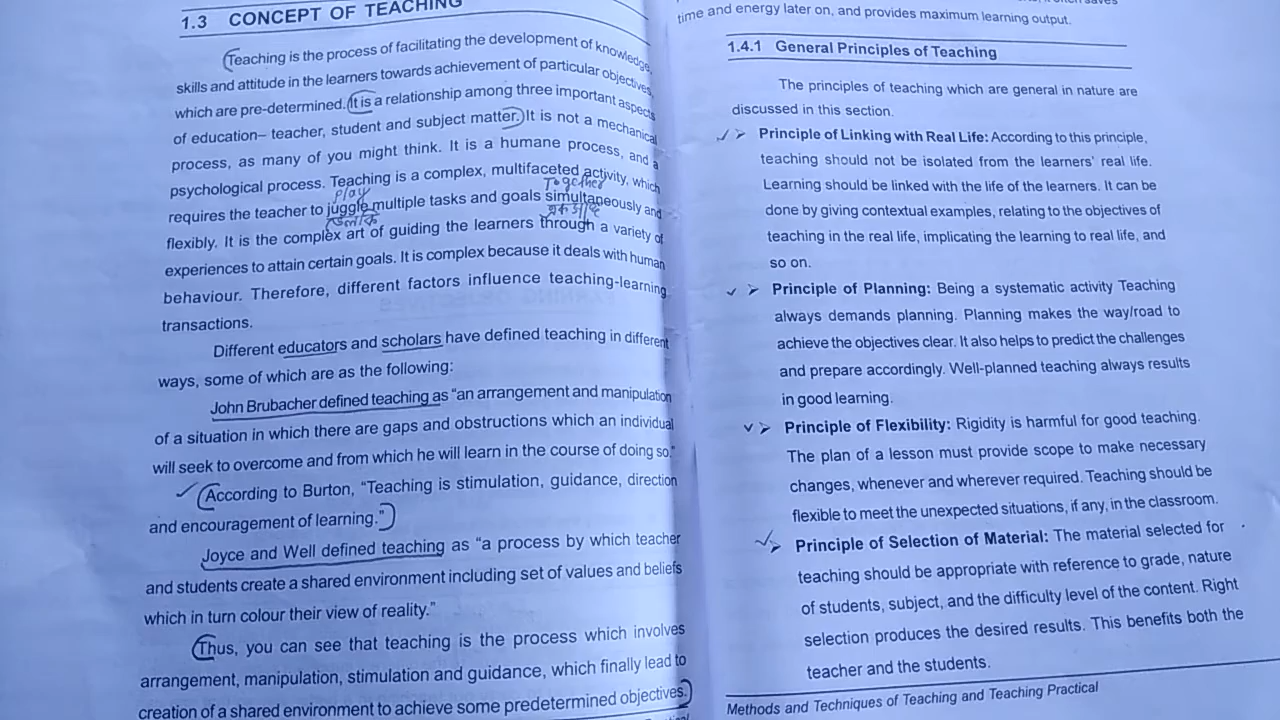 1.3 CONCEPT OF TEACHING
Teaching is the process of facilitating the development of knowledge,
skills and attitude in the learners towards achievement of particular objectives,
which are pre-determined. It is a relationship among three important aspects
of education– teacher, student and subject matter. It is not a mechanical
process, as many of you might think. It is a humane process, and a
psychological process. Teaching is a complex, multifaceted activity, which
play Together
requires the teacher to juggle multiple tasks and goals simultaneously and
flexibly. It is the complex art of guiding the learners through a variety of
experiences to attain certain goals. It is complex because it deals with human
behaviour. Therefore, different factors influence teaching-learning
transactions.
Different educators and scholars have defined teaching in different
ways, some of which are as the following:
John Brubacher defined teaching as “an arrangement and manipulation
of a situation in which there are gaps and obstructions which an individual
will seek to overcome and from which he will learn in the course of doing so.”
According to Burton, “Teaching is stimulation, guidance, direction
and encouragement of learning.”
Joyce and Well defined teaching as “a process by which teacher
and students create a shared environment including set of values and beliefs
which in turn colour their view of reality.”
Thus, you can see that teaching is the process which involves
arrangement, manipulation, stimulation and guidance, which finally lead to
creation of a shared environment to achieve some predetermined objectives.
time and energy later on, and provides maximum learning output.
1.4.1 General Principles of Teaching
The principles of teaching which are general in nature are
discussed in this section.
➢ Principle of Linking with Real Life: According to this principle,
teaching should not be isolated from the learners' real life.
Learning should be linked with the life of the learners. It can be
done by giving contextual examples, relating to the objectives of
teaching in the real life, implicating the learning to real life, and
so on.
➢ Principle of Planning: Being a systematic activity Teaching
always demands planning. Planning makes the way/road to
achieve the objectives clear. It also helps to predict the challenges
and prepare accordingly. Well-planned teaching always results
in good learning.
➢ Principle of Flexibility: Rigidity is harmful for good teaching.
The plan of a lesson must provide scope to make necessary
changes, whenever and wherever required. Teaching should be
flexible to meet the unexpected situations, if any, in the classroom.
➢ Principle of Selection of Material: The material selected for
teaching should be appropriate with reference to grade, nature
of students, subject, and the difficulty level of the content. Right
selection produces the desired results. This benefits both the
teacher and the students.
Methods and Techniques of Teaching and Teaching Practical